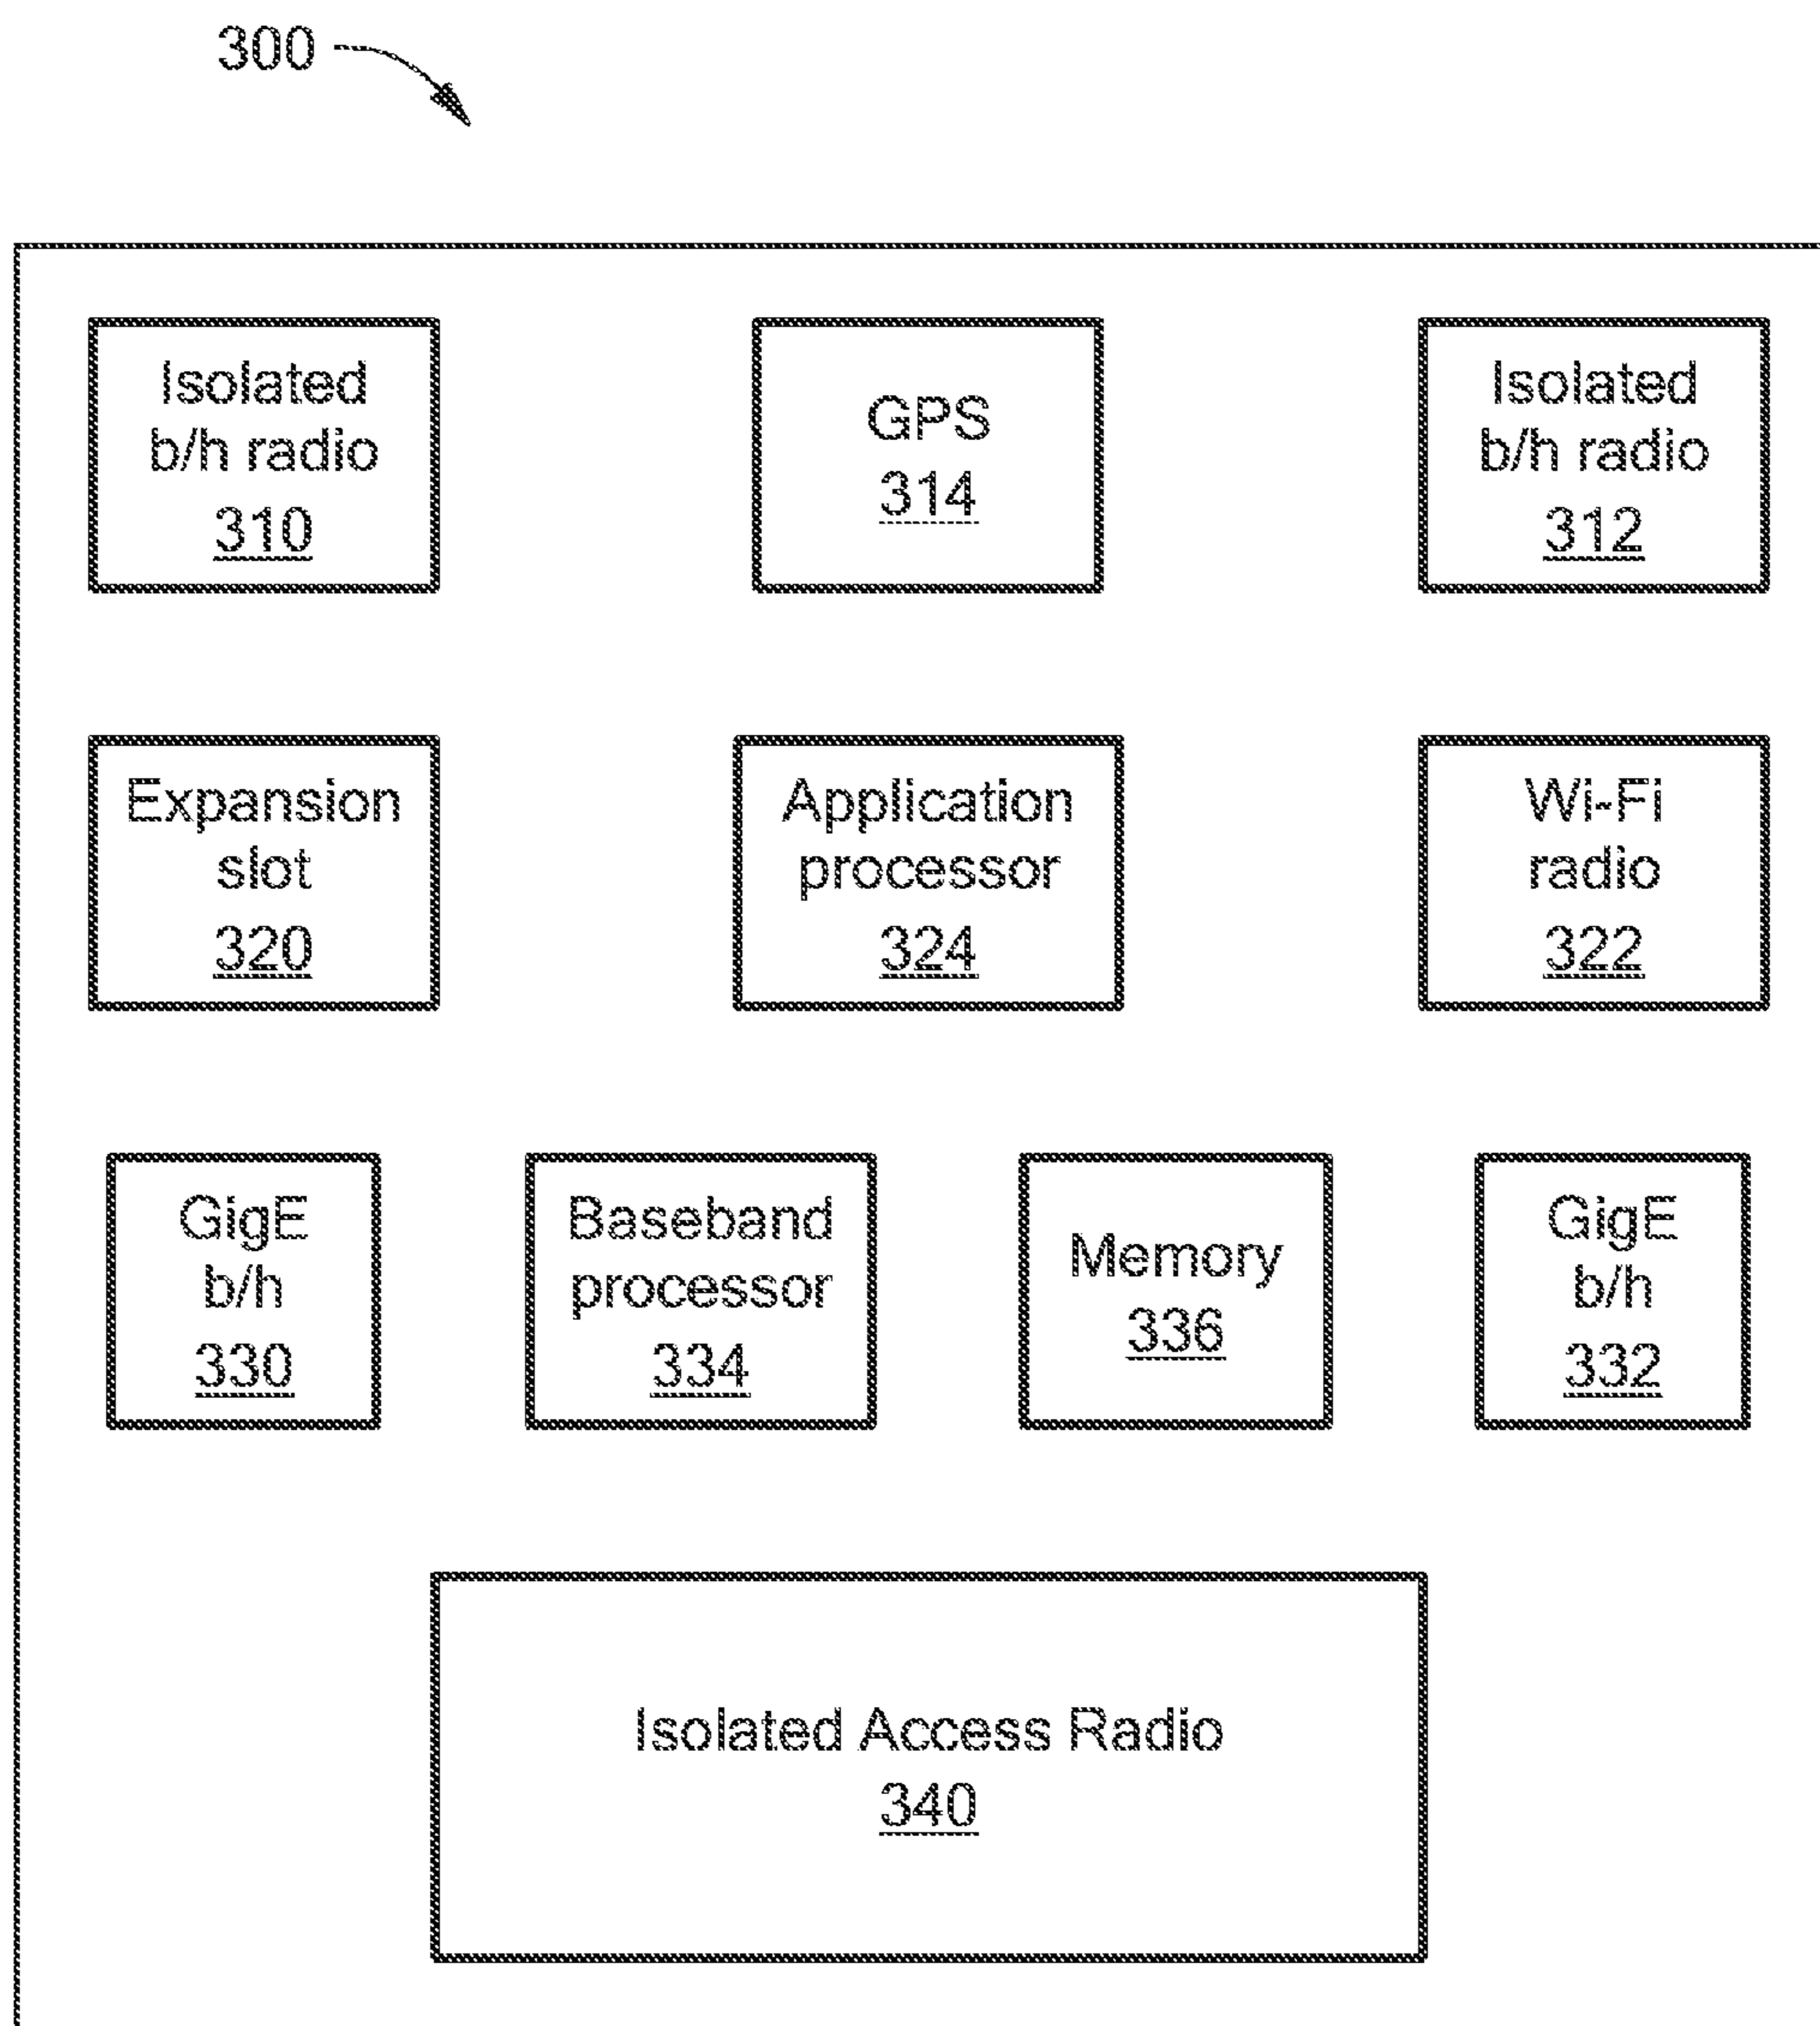 300
Isolated
b/h radio
310
GPS
314
Isolated
b/h radio
312
Expansion
slot
320
Application
processor
324
Wi-Fi
radio
322
GigE
b/h
330
Baseband
processor
334
Memory
336
GigE
b/h
332
Isolated Access Radio
340